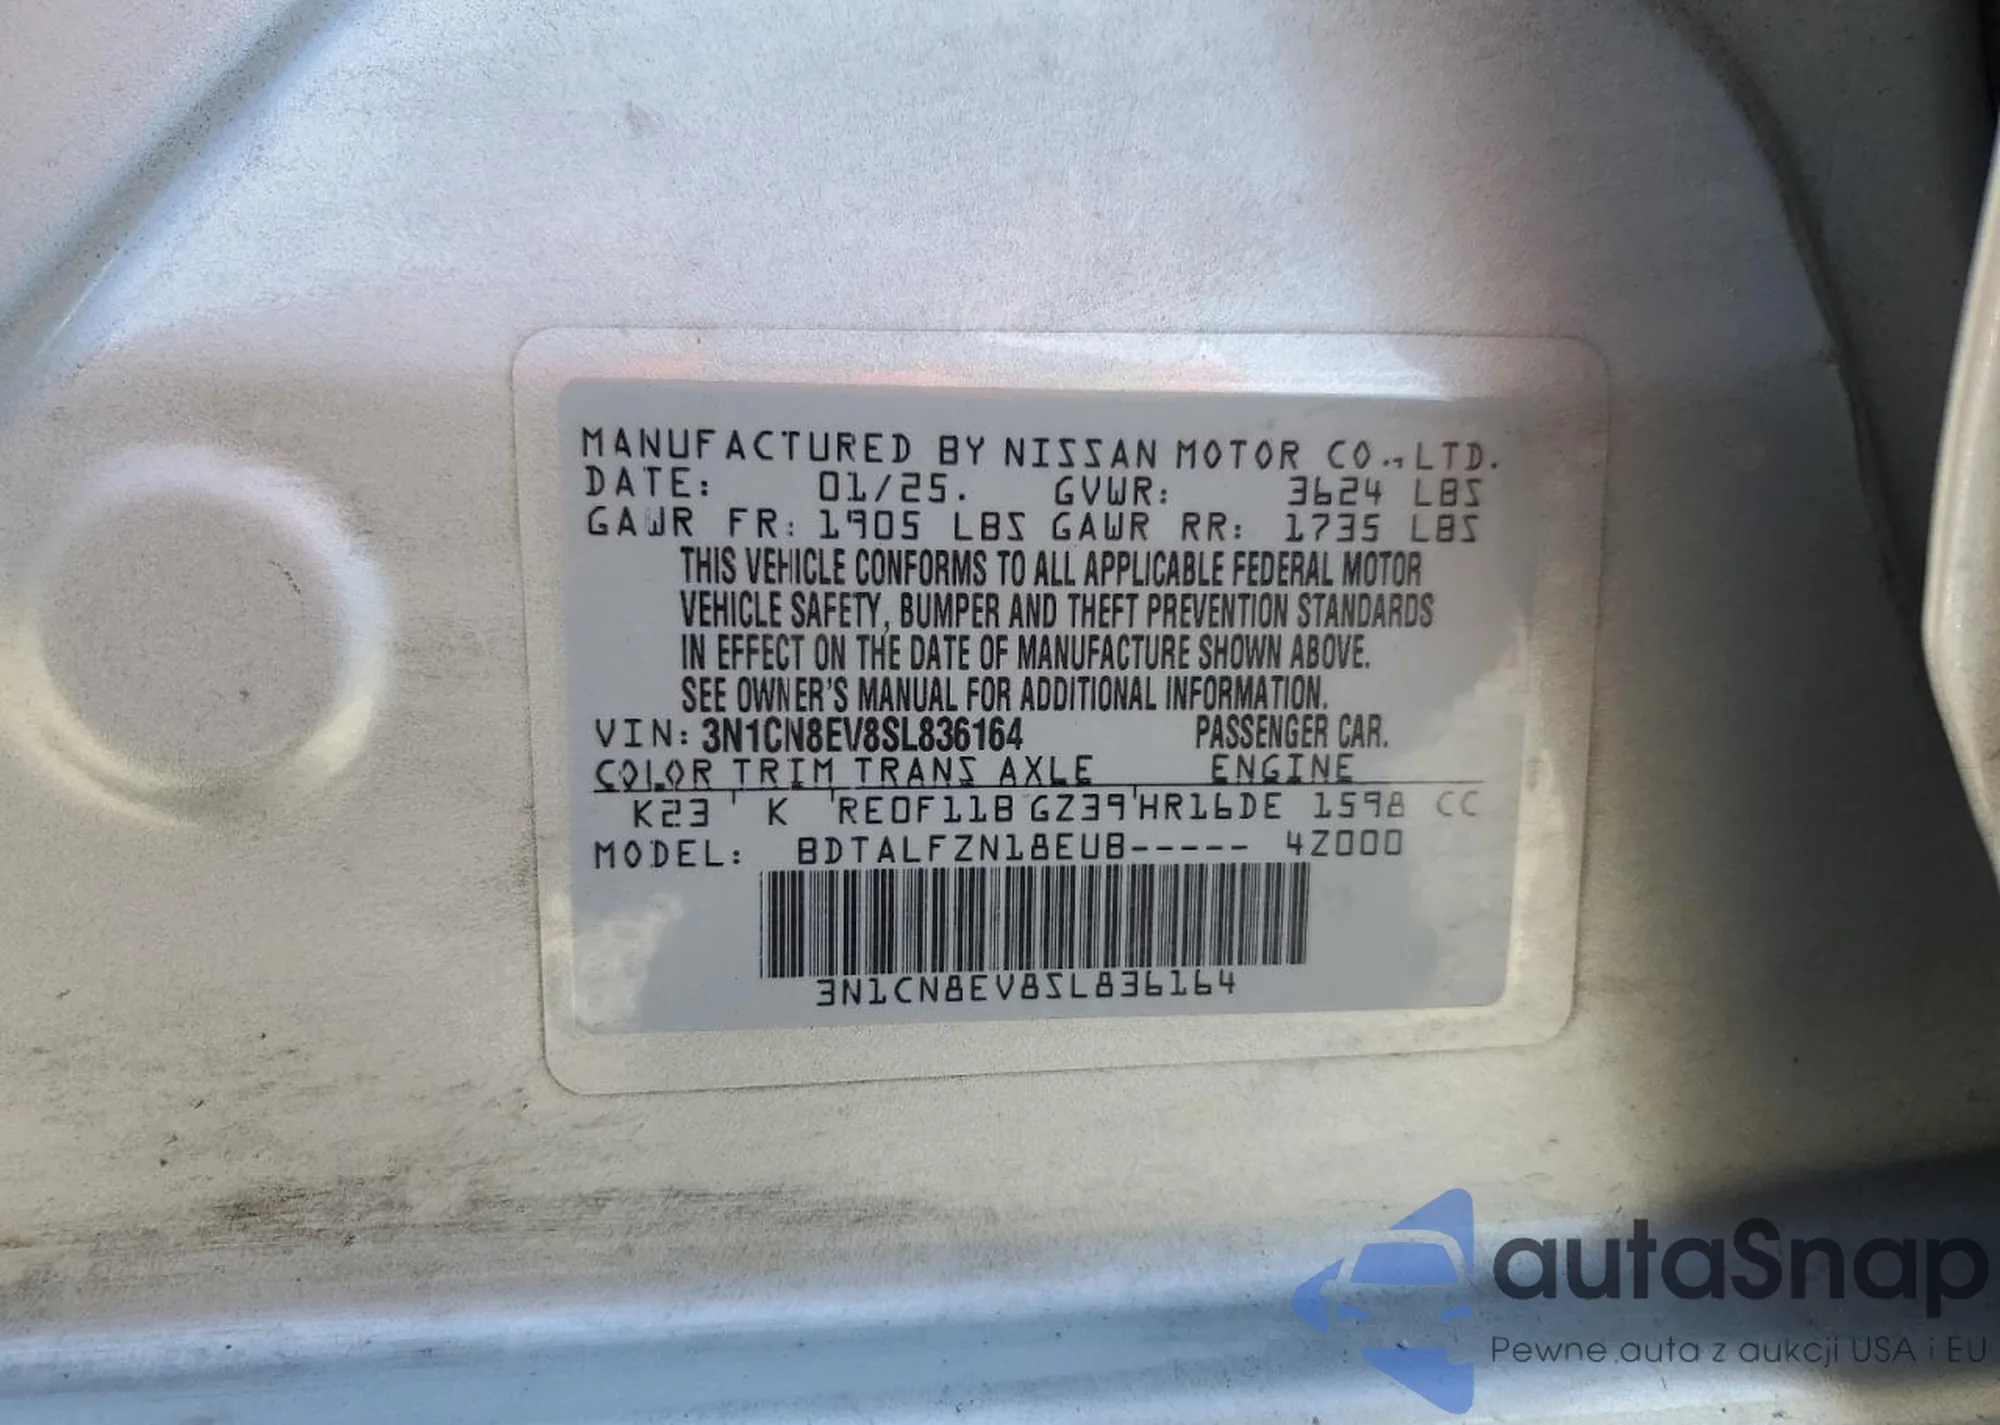 MANUFACTURED BY NISSAN MOTOR CO.,LTD.
DATE: 01/25. GVWR: 3624 LBS
GAWR FR: 1905 LBS GAWR RR: 1735 LBS
THIS VEHICLE CONFORMS TO ALL APPLICABLE FEDERAL MOTOR
VEHICLE SAFETY, BUMPER AND THEFT PREVENTION STANDARDS
IN EFFECT ON THE DATE OF MANUFACTURE SHOWN ABOVE.
SEE OWNER'S MANUAL FOR ADDITIONAL INFORMATION.
VIN: 3N1CN8EV8SL836164 PASSENGER CAR.
COLOR TRIM TRANS AXLE ENGINE
K23 K RE0F11B GZ39 HR16DE 1598 CC
MODEL: BDTALFZN18EUB----- 4Z000
3N1CN8EV8SL836164
autaSnap
Pewne auta z aukcji USA i EU